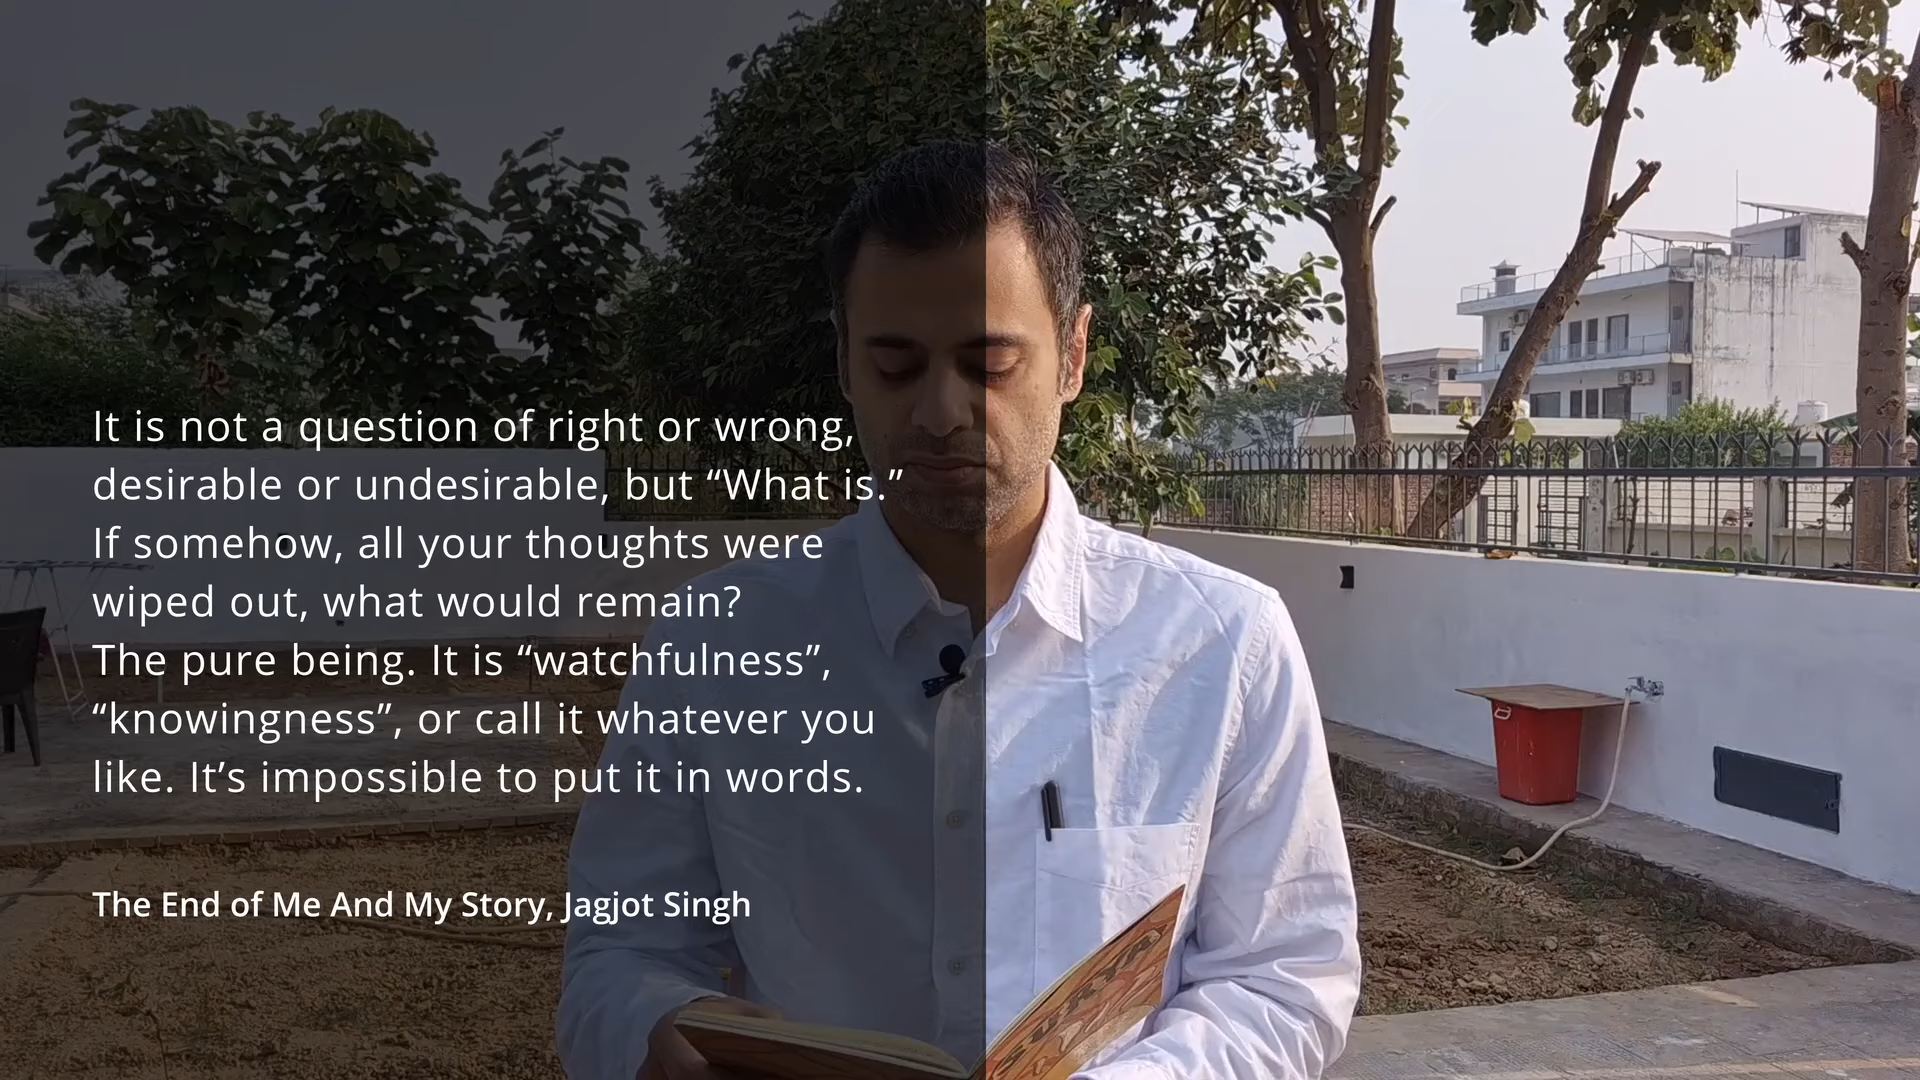 It is not a question of right or wrong,
desirable or undesirable, but “What is.”
If somehow, all your thoughts were
wiped out, what would remain?
The pure being. It is “watchfulness”,
“knowingness”, or call it whatever you
like. It’s impossible to put it in words.
The End of Me And My Story, Jagjot Singh